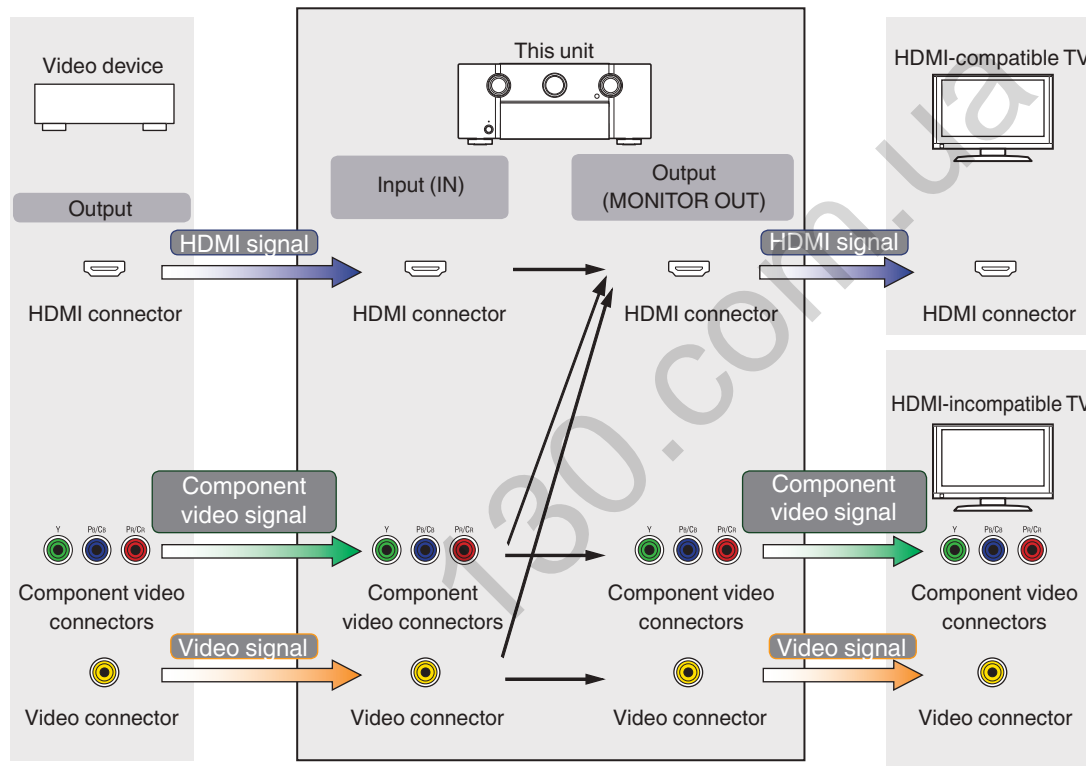 Video device
This unit
HDMI-compatible TV
Input (IN)
Output
(MONITOR OUT)
Output
HDMI signal
HDMI signal
HDMI connector
HDMI connector
HDMI connector
HDMI connector
HDMI-incompatible TV
Component
video signal
Component
video signal
Y PB/CB PR/CR
Y PB/CB PR/CR
Y PB/CB PR/CR
Y PB/CB PR/CR
Component video
connectors
Component
video connectors
Component video
connectors
Component video
connectors
Video signal
Video signal
Video connector
Video connector
Video connector
Video connector
130.com.ua